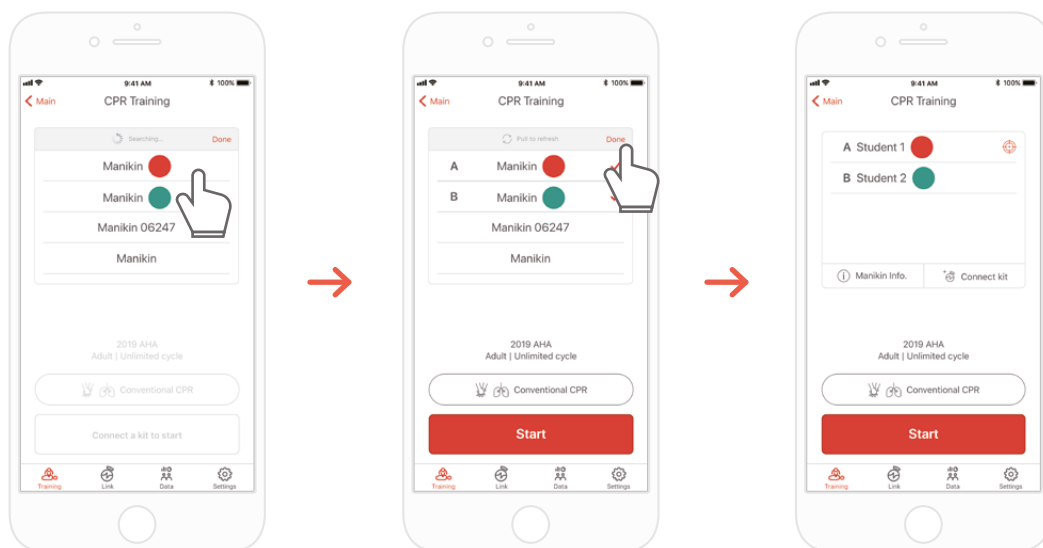 9:41 AM
100%
Main
CPR Training
Searching...
Done
Manikin
Manikin
Manikin 06247
Manikin
2019 AHA
Adult | Unlimited cycle
Conventional CPR
Connect a kit to start
Training
Link
Data
Settings
9:41 AM
100%
Main
CPR Training
Pull to refresh
Done
A Manikin
B Manikin
Manikin 06247
Manikin
2019 AHA
Adult | Unlimited cycle
Conventional CPR
Start
Training
Link
Data
Settings
9:41 AM
100%
Main
CPR Training
A Student 1
B Student 2
Manikin Info.
Connect kit
2019 AHA
Adult | Unlimited cycle
Conventional CPR
Start
Training
Link
Data
Settings